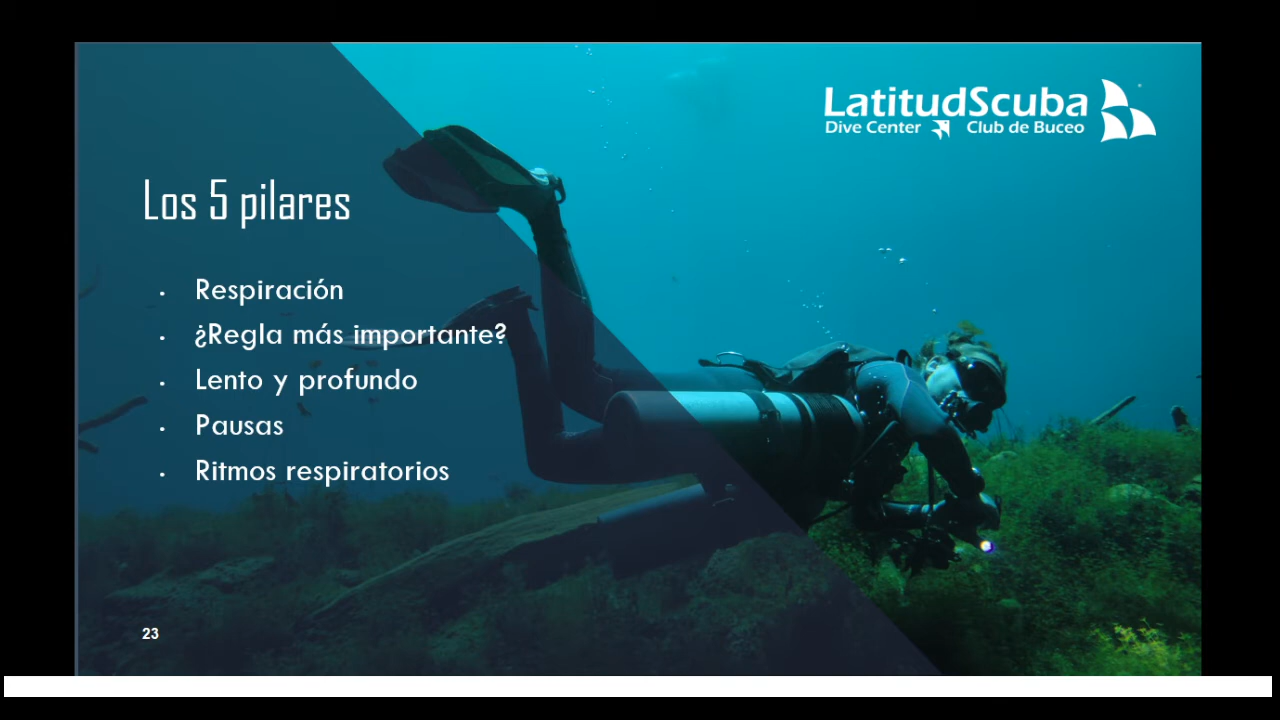 LatitudScuba
Dive Center Club de Buceo
Los 5 pilares
• Respiración
• ¿Regla más importante?
• Lento y profundo
• Pausas
• Ritmos respiratorios
23